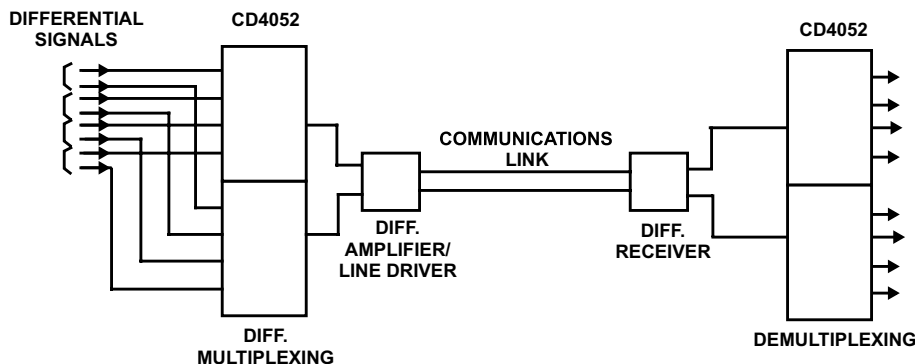 DIFFERENTIAL
SIGNALS
CD4052
CD4052
COMMUNICATIONS
LINK
DIFF.
AMPLIFIER/
LINE DRIVER
DIFF.
RECEIVER
DIFF.
MULTIPLEXING
DEMULTIPLEXING